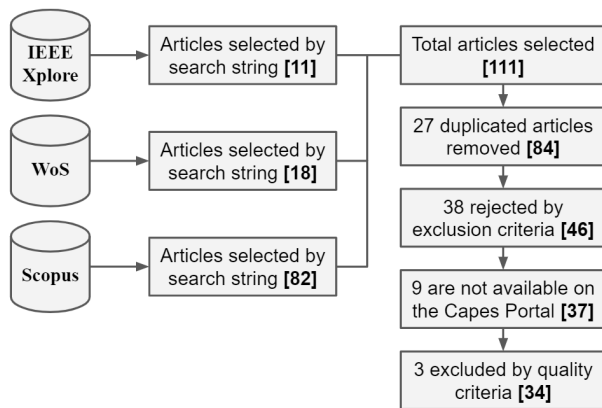 IEEE
Xplore
Articles selected by
search string [11]
Total articles selected
[111]
27 duplicated articles
removed [84]
WoS
Articles selected by
search string [18]
38 rejected by
exclusion criteria [46]
Scopus
Articles selected by
search string [82]
9 are not available on
the Capes Portal [37]
3 excluded by quality
criteria [34]